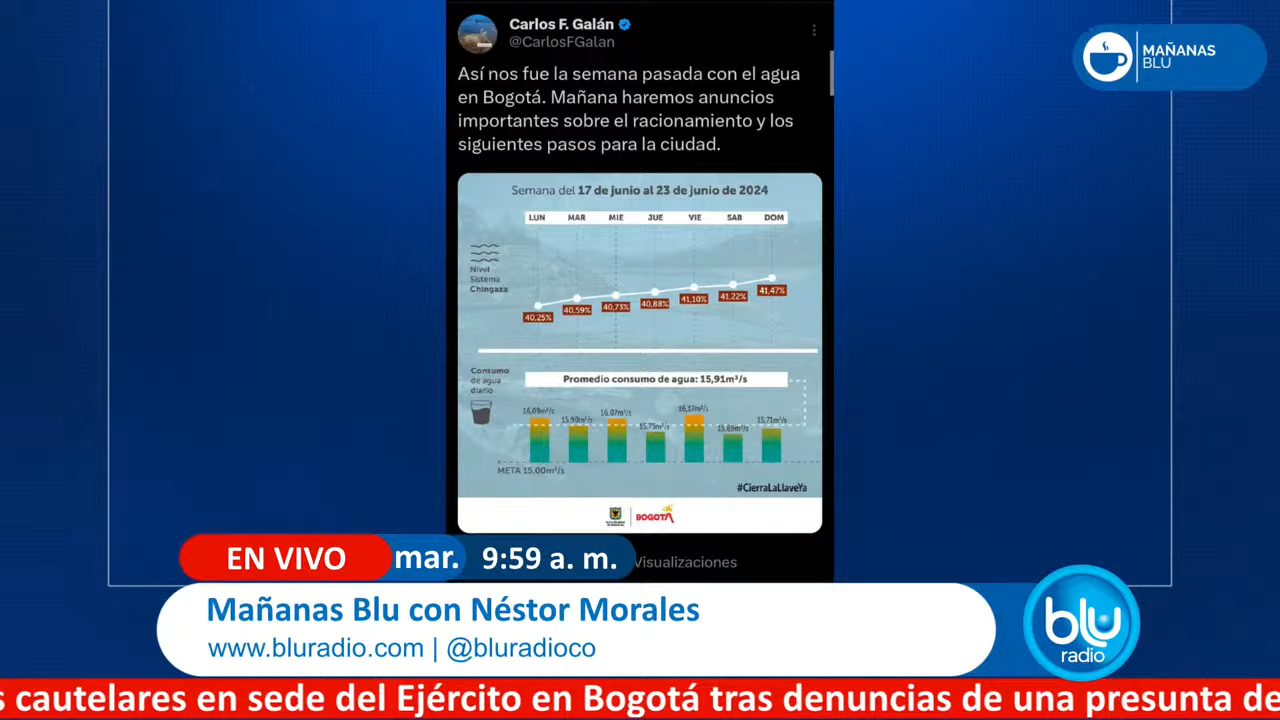 Carlos F. Galán
@CarlosFGalan
Así nos fue la semana pasada con el agua
en Bogotá. Mañana haremos anuncios
importantes sobre el racionamiento y los
siguientes pasos para la ciudad.
Semana del 17 de junio al 23 de junio de 2024
LUN MAR MIE JUE VIE SAB DOM
Nivel
Sistema
Chingaza
40,25% 40,59% 40,73% 40,88% 41,10% 41,22% 41,47%
Consumo
de agua
diario
Promedio consumo de agua: 15,91m³/s
16,09m³/s 15,90m³/s 16,07m³/s 15,75m³/s 16,17m³/s 15,69m³/s 15,71m³/s
META 15.00m³/s
#CierraLaLlaveYa
BOGOTÁ
Visualizaciones
MAÑANAS
BLU
EN VIVO mar. 9:59 a. m.
Mañanas Blu con Néstor Morales
www.bluradio.com | @bluradioco
blu
radio
s cautelares en sede del Ejército en Bogotá tras denuncias de una presunta de